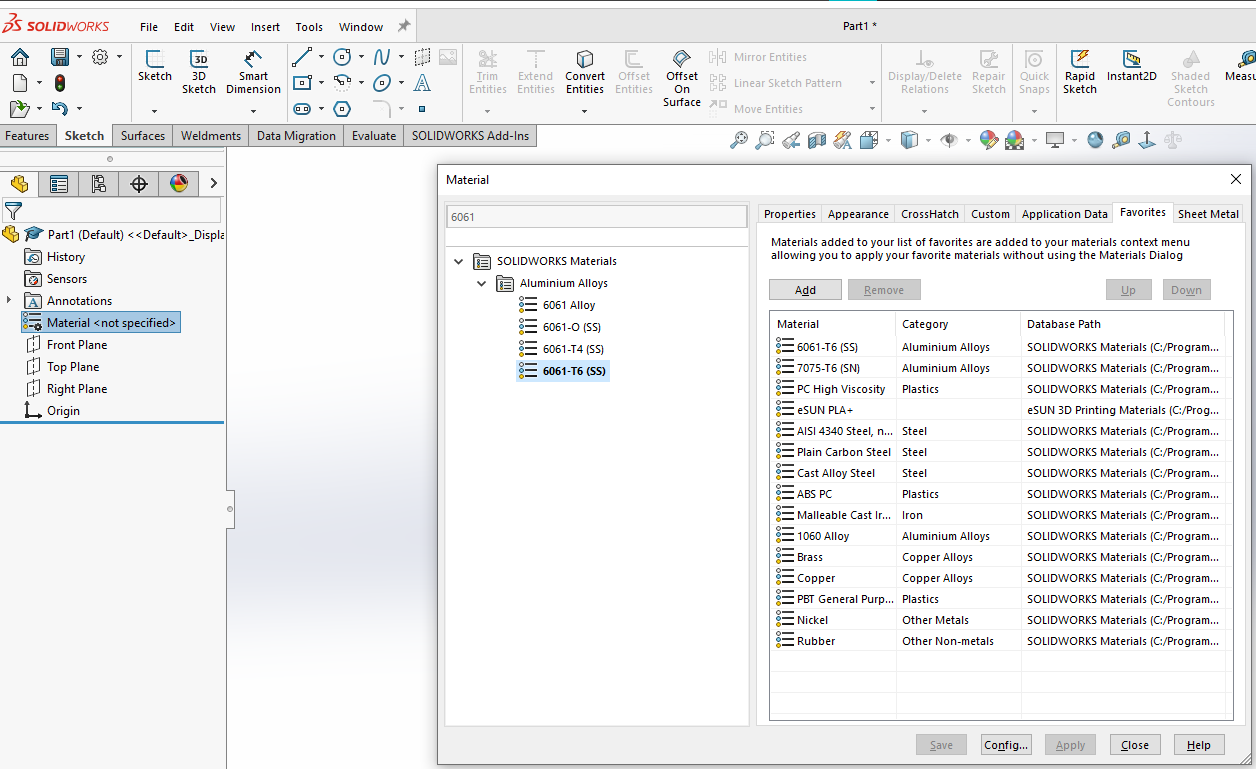 SOLIDWORKS
File Edit View Insert Tools Window
Part1 *
Sketch
3D Sketch
Smart Dimension
Trim Entities
Extend Entities
Convert Entities
Offset Entities
Offset On Surface
Mirror Entities
Linear Sketch Pattern
Move Entities
Display/Delete Relations
Repair Sketch
Quick Snaps
Rapid Sketch
Instant2D
Shaded Sketch Contours
Features Sketch Surfaces Weldments Data Migration Evaluate SOLIDWORKS Add-Ins
Part1 (Default) <<Default>_Displa
History
Sensors
Annotations
Material <not specified>
Front Plane
Top Plane
Right Plane
Origin
Material
6061
SOLIDWORKS Materials
Aluminium Alloys
6061 Alloy
6061-O (SS)
6061-T4 (SS)
6061-T6 (SS)
Properties Appearance CrossHatch Custom Application Data Favorites Sheet Metal
Materials added to your list of favorites are added to your materials context menu
allowing you to apply your favorite materials without using the Materials Dialog
Add Remove Up Down
Material Category Database Path
6061-T6 (SS) Aluminium Alloys SOLIDWORKS Materials (C:/Program...
7075-T6 (SN) Aluminium Alloys SOLIDWORKS Materials (C:/Program...
PC High Viscosity Plastics SOLIDWORKS Materials (C:/Program...
eSUN PLA+ eSUN 3D Printing Materials (C:/Prog...
AISI 4340 Steel, n... Steel SOLIDWORKS Materials (C:/Program...
Plain Carbon Steel Steel SOLIDWORKS Materials (C:/Program...
Cast Alloy Steel Steel SOLIDWORKS Materials (C:/Program...
ABS PC Plastics SOLIDWORKS Materials (C:/Program...
Malleable Cast Ir... Iron SOLIDWORKS Materials (C:/Program...
1060 Alloy Aluminium Alloys SOLIDWORKS Materials (C:/Program...
Brass Copper Alloys SOLIDWORKS Materials (C:/Program...
Copper Copper Alloys SOLIDWORKS Materials (C:/Program...
PBT General Purp... Plastics SOLIDWORKS Materials (C:/Program...
Nickel Other Metals SOLIDWORKS Materials (C:/Program...
Rubber Other Non-metals SOLIDWORKS Materials (C:/Program...
Save Config... Apply Close Help